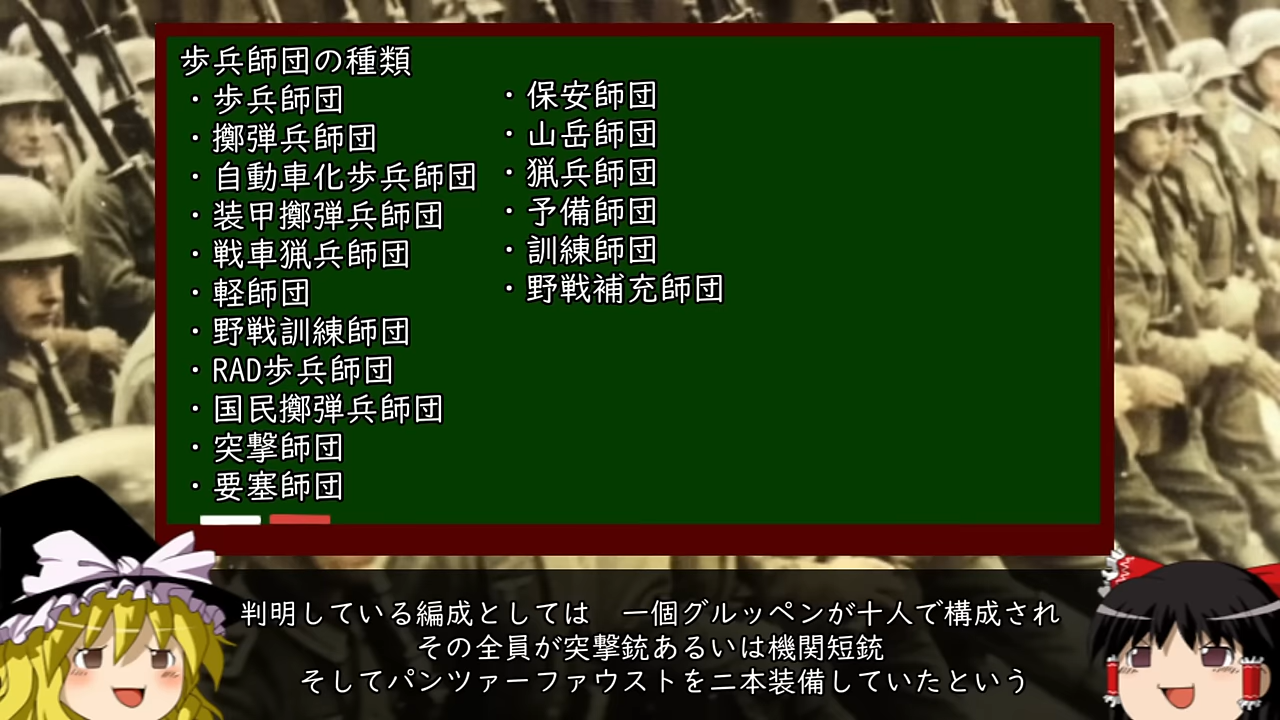 歩兵師団の種類
・歩兵師団
・擲弾兵師団
・自動車化歩兵師団
・装甲擲弾兵師団
・戦車猟兵師団
・軽師団
・野戦訓練師団
・RAD歩兵師団
・国民擲弾兵師団
・突撃師団
・要塞師団
・保安師団
・山岳師団
・猟兵師団
・予備師団
・訓練師団
・野戦補充師団
判明している編成としては　一個グルッペンが十人で構成され
その全員が突撃銃あるいは機関短銃
そしてパンツァーファウストを二本装備していたという